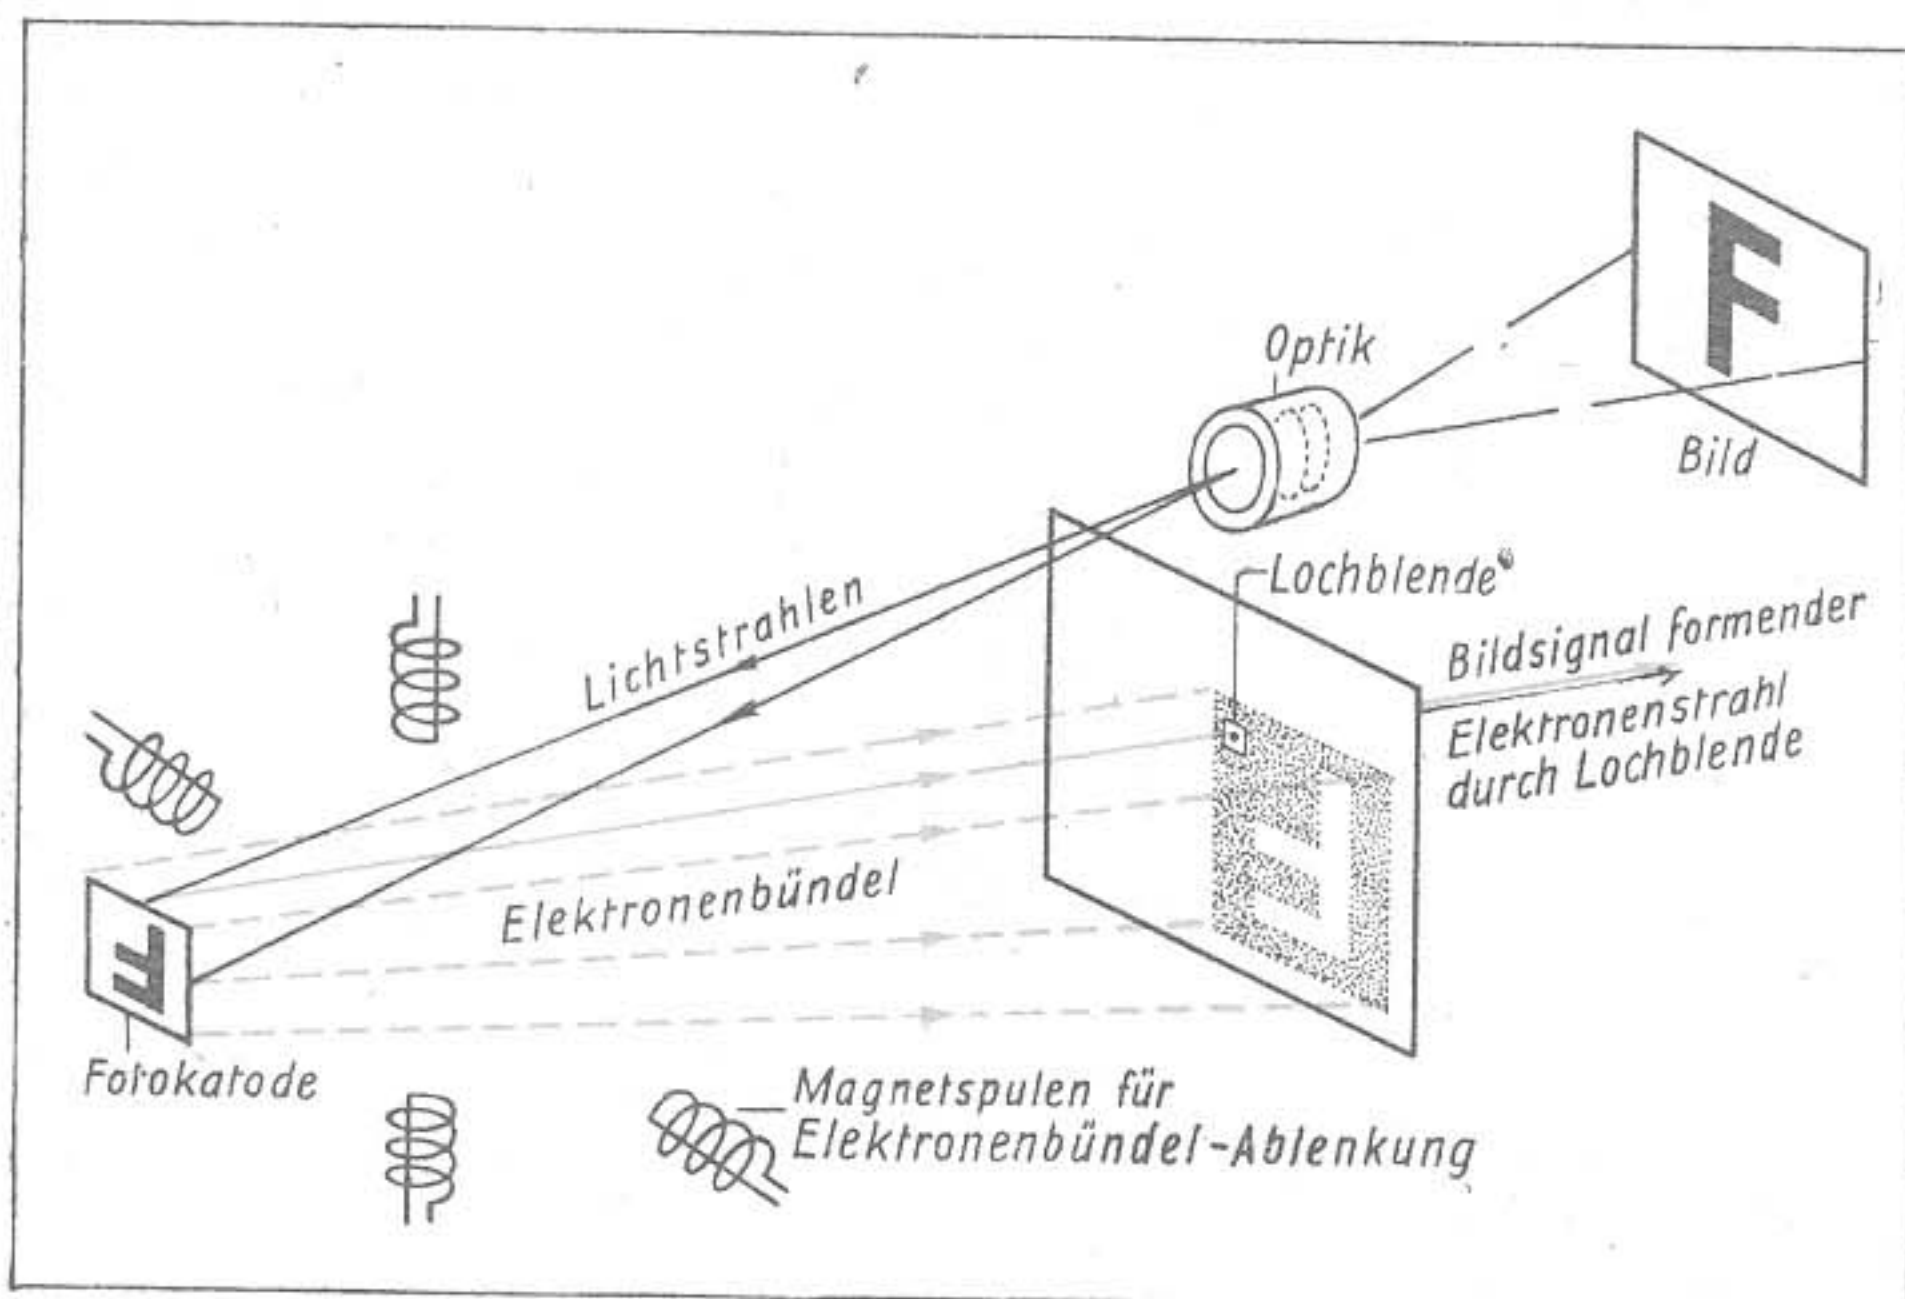 F
Optik
Bild
Lochblende
Lichtstrahlen
Bildsignal formender
Elektronenstrahl
durch Lochblende
Elektronenbündel
F
F
Fotokatode
Magnetspulen für
Elektronenbündel-Ablenkung